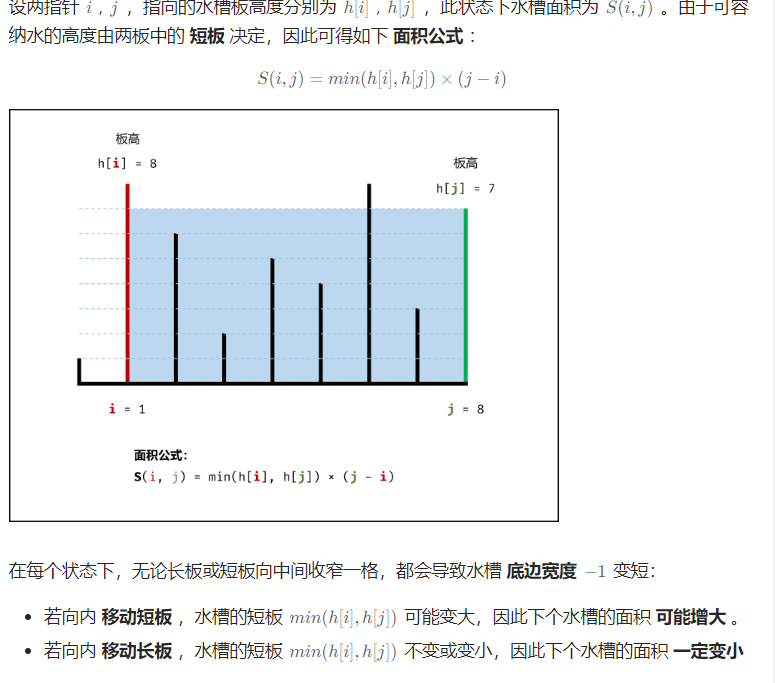 设两指针 i , j ，指向的水槽板高度分别为 h[i] , h[j] ，此状态下水槽面积为 S(i, j) 。由于可容
纳水的高度由两板中的 短板 决定，因此可得如下 面积公式 ：
S(i, j) = min(h[i], h[j]) × (j − i)
板高
h[i] = 8
板高
h[j] = 7
i = 1
j = 8
面积公式:
S(i, j) = min(h[i], h[j]) × (j - i)
在每个状态下，无论长板或短板向中间收窄一格，都会导致水槽 底边宽度 −1 变短：
若向内 移动短板 ，水槽的短板 min(h[i], h[j]) 可能变大，因此下个水槽的面积 可能增大 。
若向内 移动长板 ，水槽的短板 min(h[i], h[j]) 不变或变小，因此下个水槽的面积 一定变小